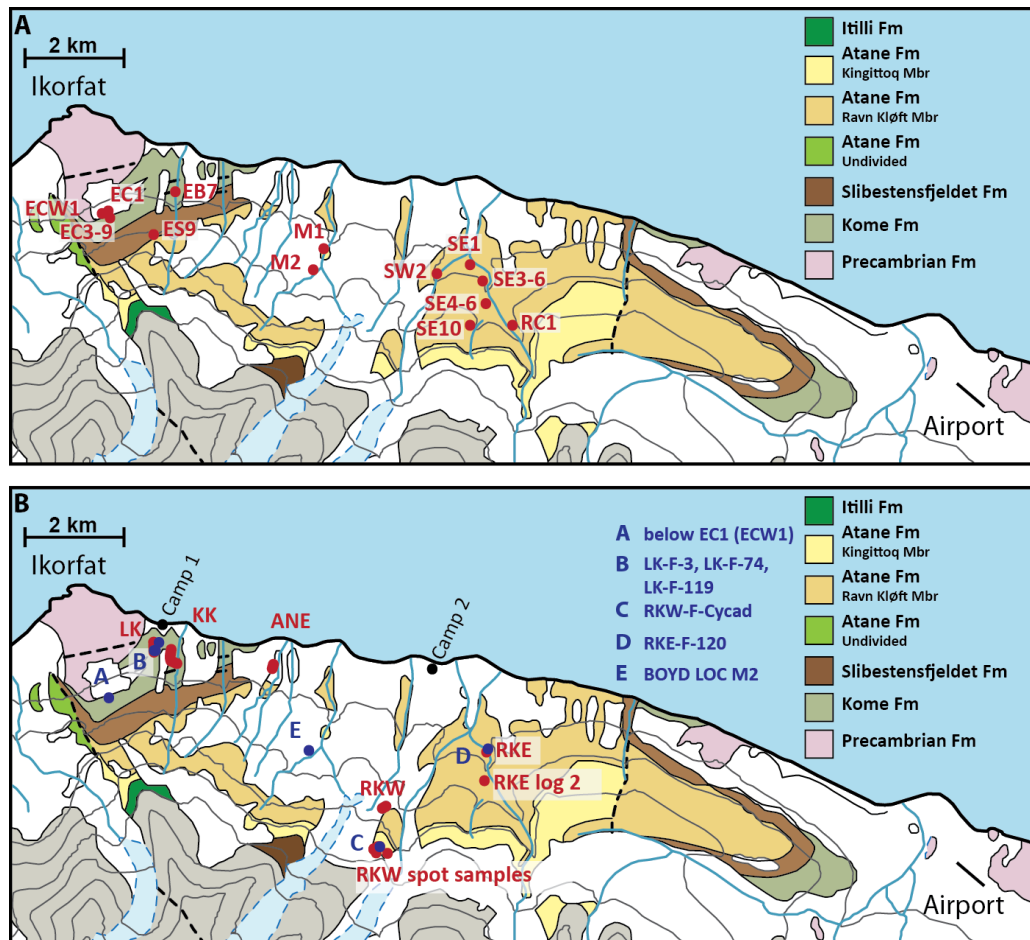 A
2 km
Ikorfat
Itilli Fm
Atane Fm
Kingittoq Mbr
Atane Fm
Ravn Kløft Mbr
Atane Fm
Undivided
Slibestensfjeldet Fm
Kome Fm
Precambrian Fm
EC1
EB7
ECW1
EC3-9
ES9
M1
M2
SE1
SW2
SE3-6
SE4-6
SE10
RC1
Airport
B
2 km
Ikorfat
Camp 1
LK
KK
ANE
Camp 2
A below EC1 (ECW1)
B LK-F-3, LK-F-74,
LK-F-119
C RKW-F-Cycad
D RKE-F-120
E BOYD LOC M2
Itilli Fm
Atane Fm
Kingittoq Mbr
Atane Fm
Ravn Kløft Mbr
Atane Fm
Undivided
Slibestensfjeldet Fm
Kome Fm
Precambrian Fm
B
A
E
D
RKE
RKE log 2
RKW
C
RKW spot samples
Airport